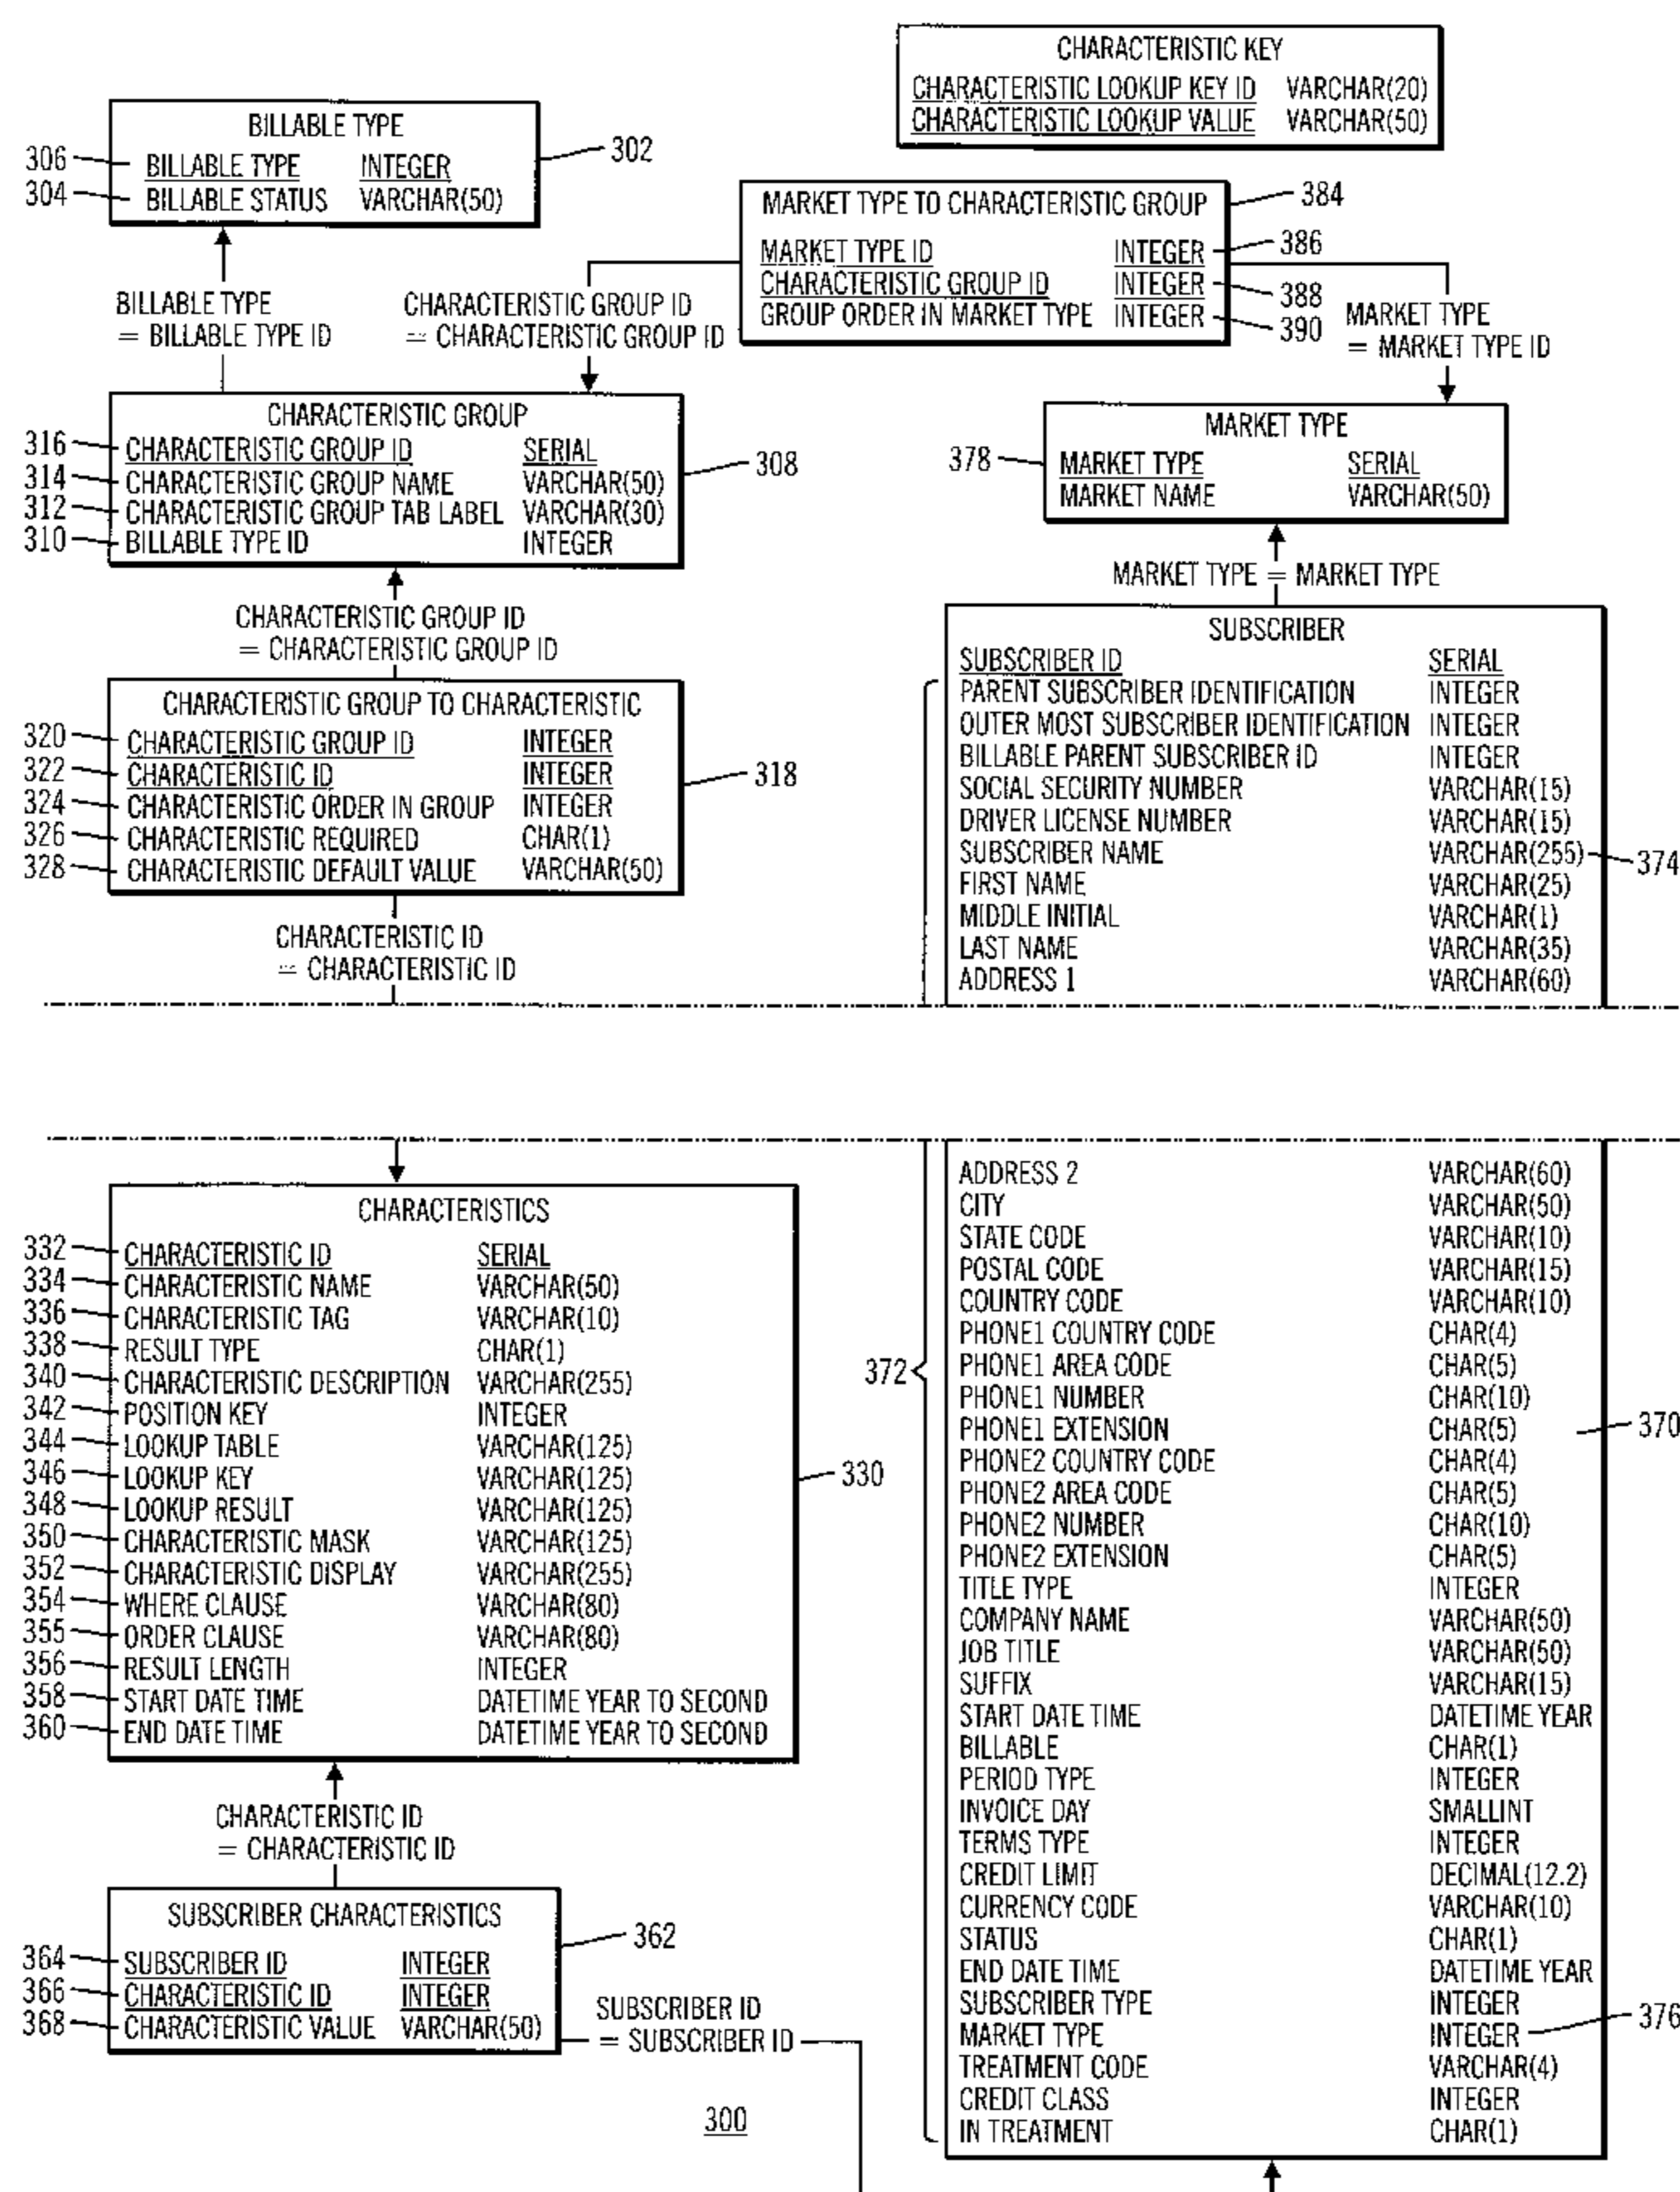 CHARACTERISTIC KEY
CHARACTERISTIC LOOKUP KEY ID VARCHAR(20)
CHARACTERISTIC LOOKUP VALUE VARCHAR(50)
BILLABLE TYPE
306 BILLABLE TYPE INTEGER 302
304 BILLABLE STATUS VARCHAR(50)
MARKET TYPE TO CHARACTERISTIC GROUP 384
MARKET TYPE ID INTEGER 386
CHARACTERISTIC GROUP ID INTEGER 388
GROUP ORDER IN MARKET TYPE INTEGER 390
BILLABLE TYPE
= BILLABLE TYPE ID
CHARACTERISTIC GROUP ID
= CHARACTERISTIC GROUP ID
MARKET TYPE
= MARKET TYPE ID
CHARACTERISTIC GROUP
316 CHARACTERISTIC GROUP ID SERIAL
314 CHARACTERISTIC GROUP NAME VARCHAR(50) 308
312 CHARACTERISTIC GROUP TAB LABEL VARCHAR(30)
310 BILLABLE TYPE ID INTEGER
MARKET TYPE
378 MARKET TYPE SERIAL
MARKET NAME VARCHAR(50)
CHARACTERISTIC GROUP ID
= CHARACTERISTIC GROUP ID
MARKET TYPE = MARKET TYPE
CHARACTERISTIC GROUP TO CHARACTERISTIC
320 CHARACTERISTIC GROUP ID INTEGER
322 CHARACTERISTIC ID INTEGER 318
324 CHARACTERISTIC ORDER IN GROUP INTEGER
326 CHARACTERISTIC REQUIRED CHAR(1)
328 CHARACTERISTIC DEFAULT VALUE VARCHAR(50)
CHARACTERISTIC ID
= CHARACTERISTIC ID
SUBSCRIBER
SUBSCRIBER ID SERIAL
PARENT SUBSCRIBER IDENTIFICATION INTEGER
OUTER MOST SUBSCRIBER IDENTIFICATION INTEGER
BILLABLE PARENT SUBSCRIBER ID INTEGER
SOCIAL SECURITY NUMBER VARCHAR(15)
DRIVER LICENSE NUMBER VARCHAR(15)
SUBSCRIBER NAME VARCHAR(255) 374
FIRST NAME VARCHAR(25)
MIDDLE INITIAL VARCHAR(1)
LAST NAME VARCHAR(35)
ADDRESS 1 VARCHAR(60)
CHARACTERISTICS
332 CHARACTERISTIC ID SERIAL
334 CHARACTERISTIC NAME VARCHAR(50)
336 CHARACTERISTIC TAG VARCHAR(10)
338 RESULT TYPE CHAR(1)
340 CHARACTERISTIC DESCRIPTION VARCHAR(255)
342 POSITION KEY INTEGER
344 LOOKUP TABLE VARCHAR(125)
346 LOOKUP KEY VARCHAR(125) 330
348 LOOKUP RESULT VARCHAR(125)
350 CHARACTERISTIC MASK VARCHAR(125)
352 CHARACTERISTIC DISPLAY VARCHAR(255)
354 WHERE CLAUSE VARCHAR(80)
355 ORDER CLAUSE VARCHAR(80)
356 RESULT LENGTH INTEGER
358 START DATE TIME DATETIME YEAR TO SECOND
360 END DATE TIME DATETIME YEAR TO SECOND
CHARACTERISTIC ID
= CHARACTERISTIC ID
SUBSCRIBER CHARACTERISTICS 362
364 SUBSCRIBER ID INTEGER
366 CHARACTERISTIC ID INTEGER
368 CHARACTERISTIC VALUE VARCHAR(50)
SUBSCRIBER ID
= SUBSCRIBER ID
300
ADDRESS 2 VARCHAR(60)
CITY VARCHAR(50)
STATE CODE VARCHAR(10)
POSTAL CODE VARCHAR(15)
COUNTRY CODE VARCHAR(10)
PHONE1 COUNTRY CODE CHAR(4)
372 PHONE1 AREA CODE CHAR(5)
PHONE1 NUMBER CHAR(10)
PHONE1 EXTENSION CHAR(5) 370
PHONE2 COUNTRY CODE CHAR(4)
PHONE2 AREA CODE CHAR(5)
PHONE2 NUMBER CHAR(10)
PHONE2 EXTENSION CHAR(5)
TITLE TYPE INTEGER
COMPANY NAME VARCHAR(50)
JOB TITLE VARCHAR(50)
SUFFIX VARCHAR(15)
START DATE TIME DATETIME YEAR
BILLABLE CHAR(1)
PERIOD TYPE INTEGER
INVOICE DAY SMALLINT
TERMS TYPE INTEGER
CREDIT LIMIT DECIMAL(12.2)
CURRENCY CODE VARCHAR(10)
STATUS CHAR(1)
END DATE TIME DATETIME YEAR
SUBSCRIBER TYPE INTEGER
MARKET TYPE INTEGER 376
TREATMENT CODE VARCHAR(4)
CREDIT CLASS INTEGER
IN TREATMENT CHAR(1)